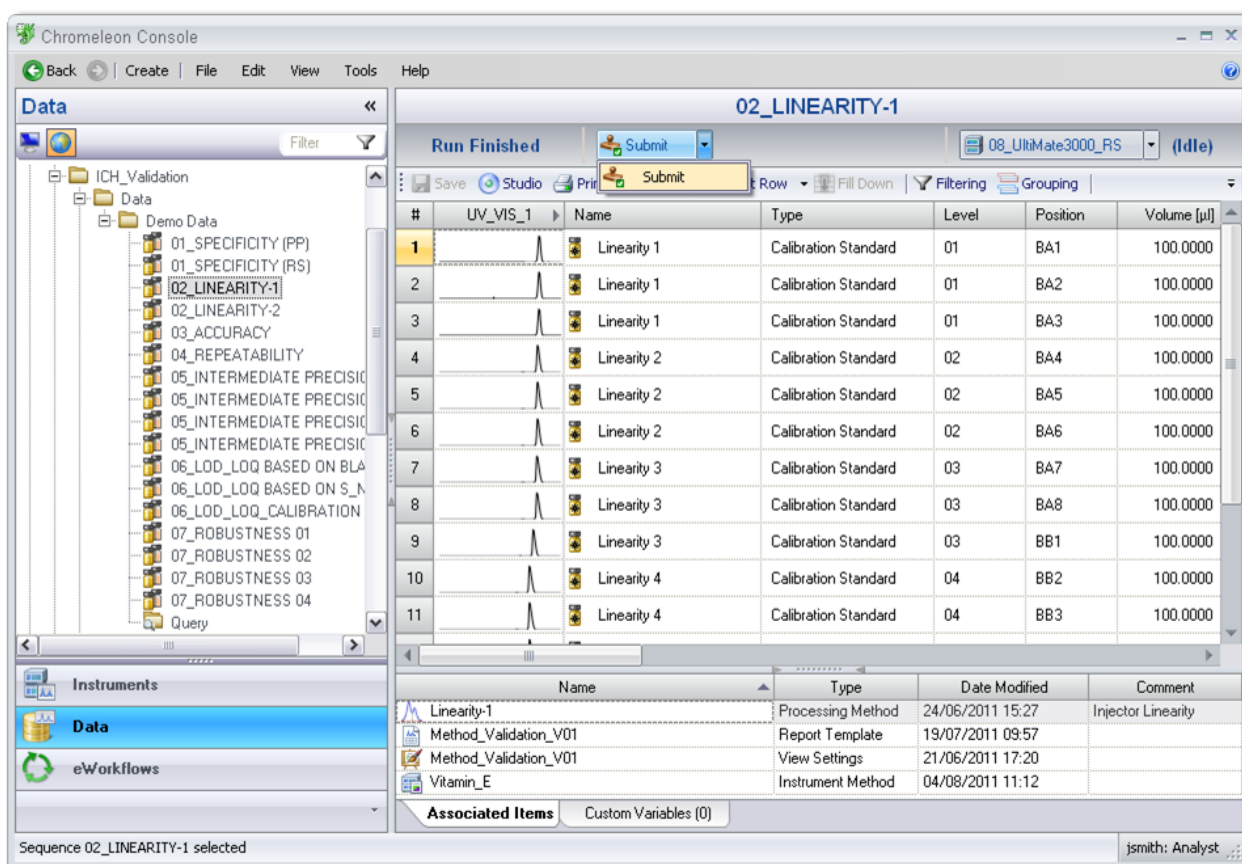 Chromeleon Console
Back Create File Edit View Tools Help
Data «
Filter
ICH_Validation
Data
Demo Data
01_SPECIFICITY (PP)
01_SPECIFICITY (RS)
02_LINEARITY-1
02_LINEARITY-2
03_ACCURACY
04_REPEATABILITY
05_INTERMEDIATE PRECISIO
05_INTERMEDIATE PRECISIO
05_INTERMEDIATE PRECISIO
05_INTERMEDIATE PRECISIO
06_LOD_LOQ BASED ON BLA
06_LOD_LOQ BASED ON S_N
06_LOD_LOQ_CALIBRATION
07_ROBUSTNESS 01
07_ROBUSTNESS 02
07_ROBUSTNESS 03
07_ROBUSTNESS 04
Query
Instruments
Data
eWorkflows
02_LINEARITY-1
Run Finished Submit 08_UltiMate3000_RS (Idle)
Submit
Save Studio Prin t Row Fill Down Filtering Grouping
# UV_VIS_1 Name Type Level Position Volume [µl]
1 Linearity 1 Calibration Standard 01 BA1 100.0000
2 Linearity 1 Calibration Standard 01 BA2 100.0000
3 Linearity 1 Calibration Standard 01 BA3 100.0000
4 Linearity 2 Calibration Standard 02 BA4 100.0000
5 Linearity 2 Calibration Standard 02 BA5 100.0000
6 Linearity 2 Calibration Standard 02 BA6 100.0000
7 Linearity 3 Calibration Standard 03 BA7 100.0000
8 Linearity 3 Calibration Standard 03 BA8 100.0000
9 Linearity 3 Calibration Standard 03 BB1 100.0000
10 Linearity 4 Calibration Standard 04 BB2 100.0000
11 Linearity 4 Calibration Standard 04 BB3 100.0000
Name Type Date Modified Comment
Linearity-1 Processing Method 24/06/2011 15:27 Injector Linearity
Method_Validation_V01 Report Template 19/07/2011 09:57
Method_Validation_V01 View Settings 21/06/2011 17:20
Vitamin_E Instrument Method 04/08/2011 11:12
Associated Items Custom Variables (0)
Sequence 02_LINEARITY-1 selected jsmith: Analyst